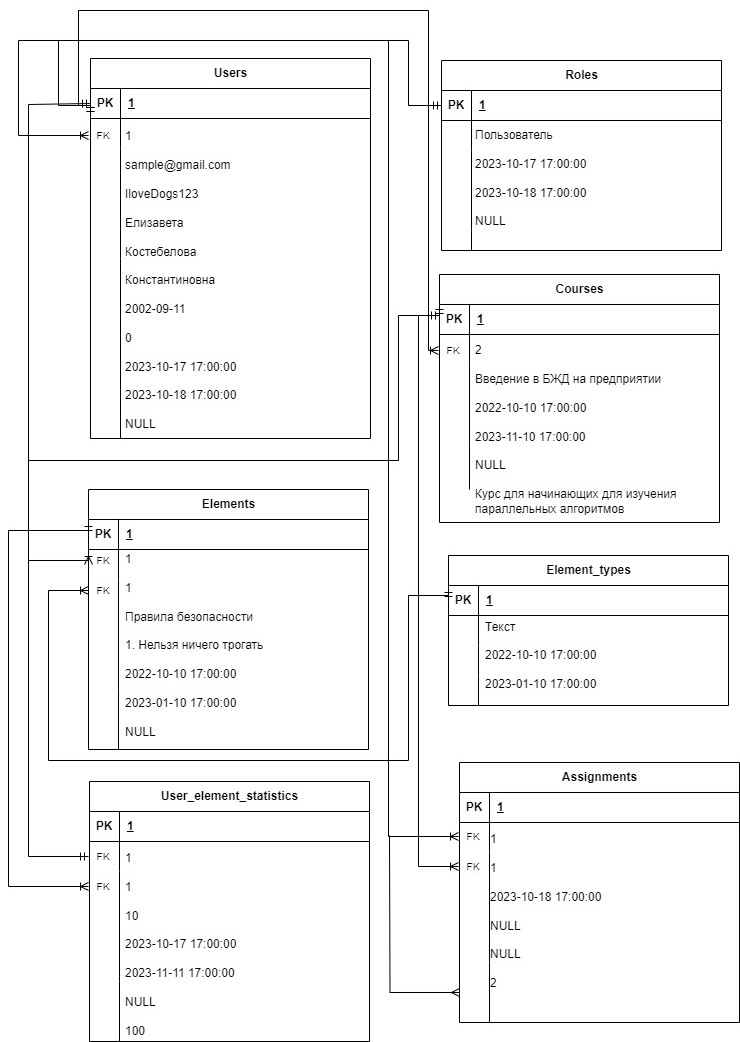 Users
PK 1
FK 1
sample@gmail.com
IloveDogs123
Елизавета
Костебелова
Константиновна
2002-09-11
0
2023-10-17 17:00:00
2023-10-18 17:00:00
NULL
Roles
PK 1
Пользователь
2023-10-17 17:00:00
2023-10-18 17:00:00
NULL
Courses
PK 1
FK 2
Введение в БЖД на предприятии
2022-10-10 17:00:00
2023-11-10 17:00:00
NULL
Курс для начинающих для изучения
параллельных алгоритмов
Elements
PK 1
FK 1
FK 1
Правила безопасности
1. Нельзя ничего трогать
2022-10-10 17:00:00
2023-01-10 17:00:00
NULL
Element_types
PK 1
Текст
2022-10-10 17:00:00
2023-01-10 17:00:00
User_element_statistics
PK 1
FK 1
FK 1
10
2023-10-17 17:00:00
2023-11-11 17:00:00
NULL
100
Assignments
PK 1
FK 1
FK 1
2023-10-18 17:00:00
NULL
NULL
2